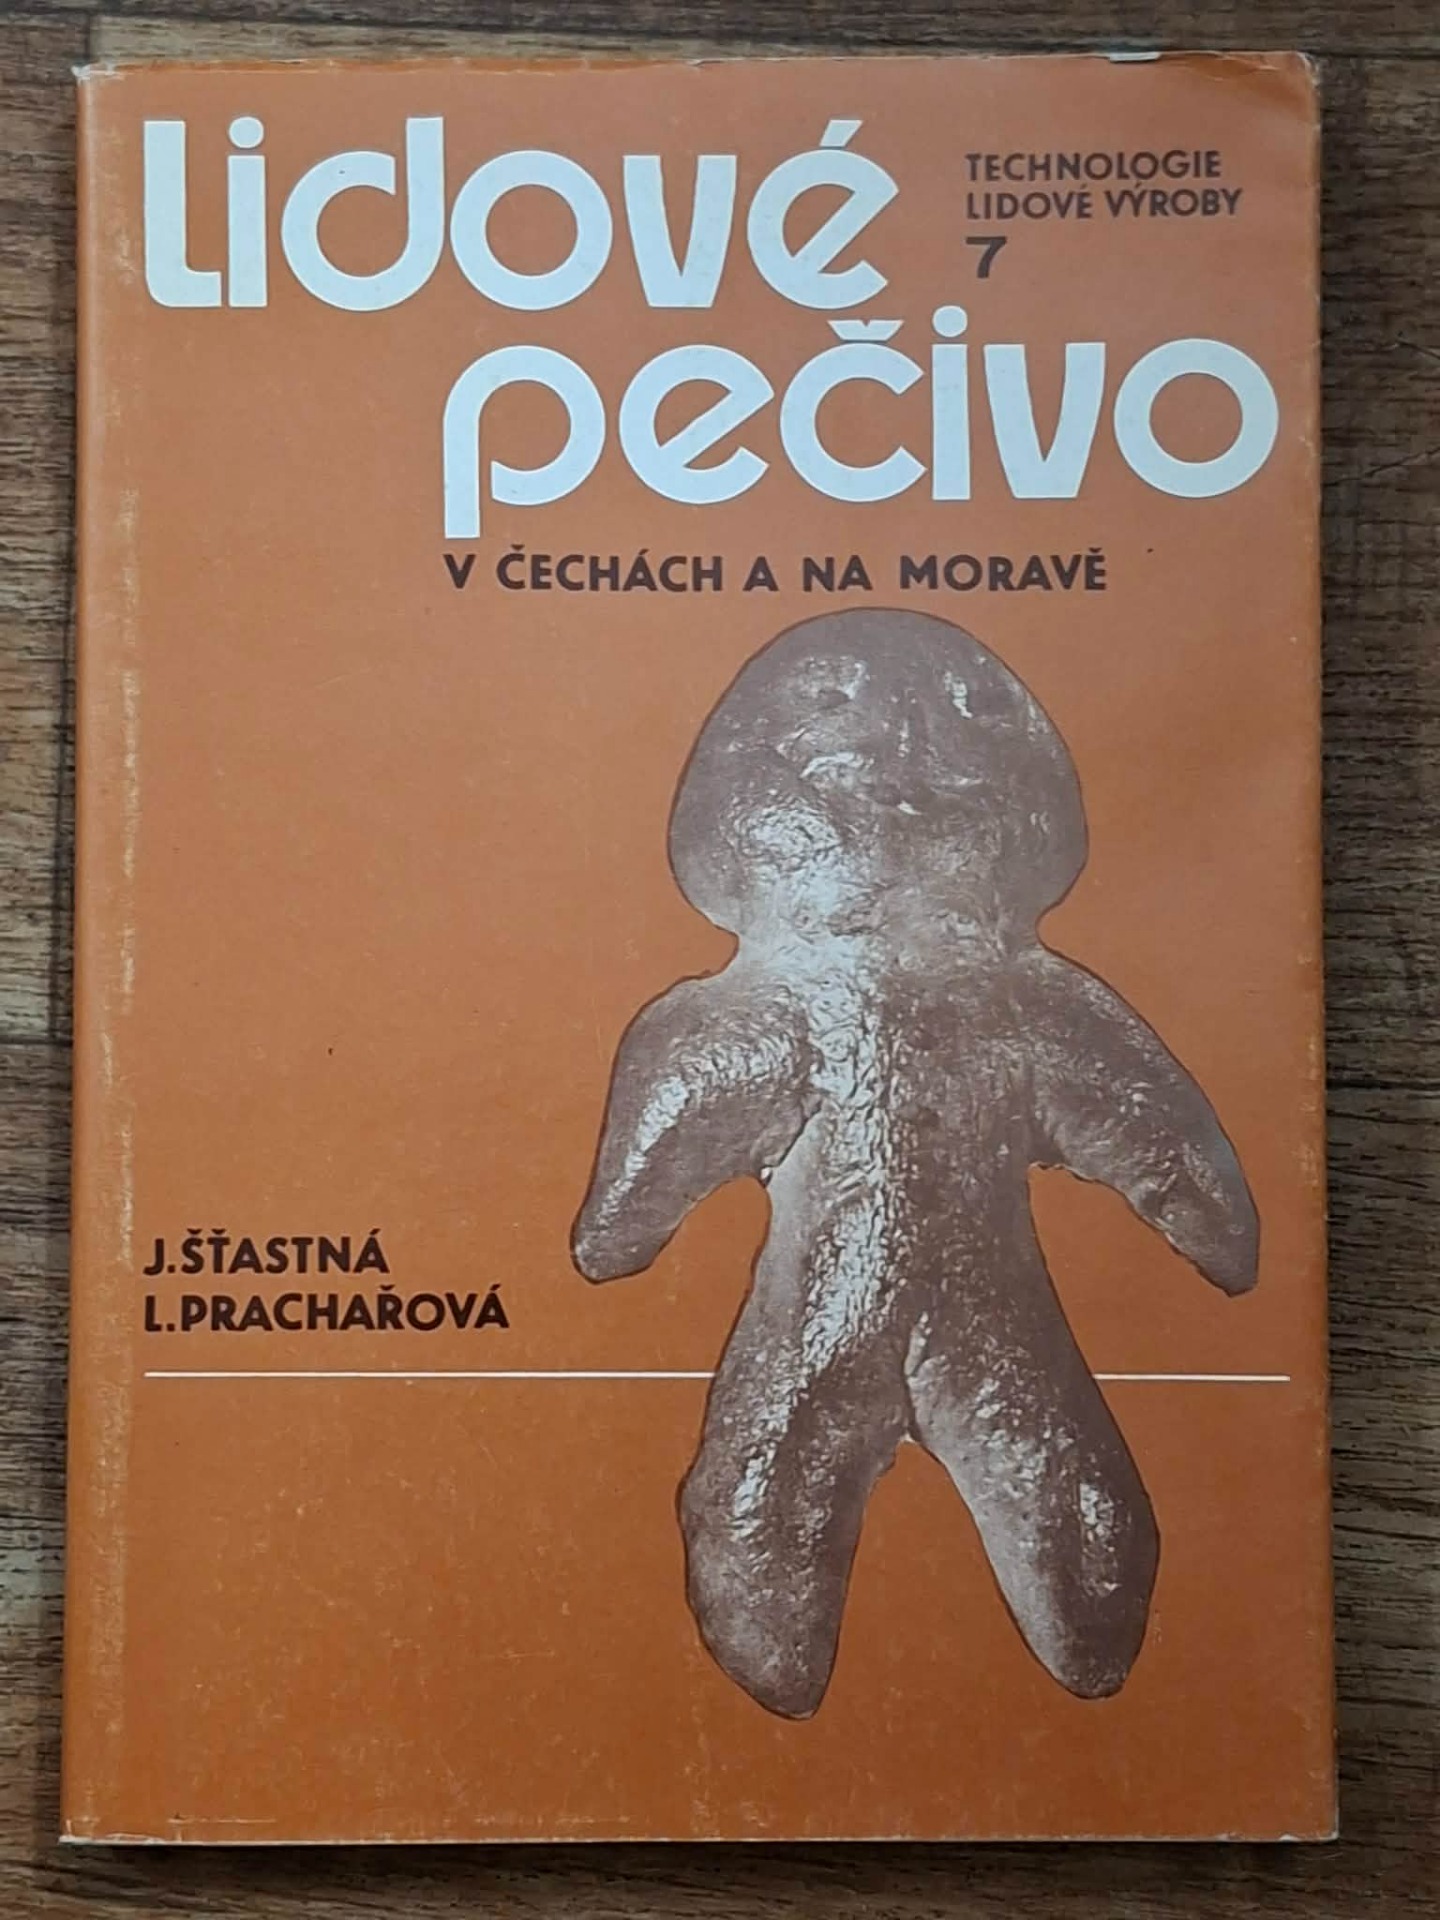 Lidové
TECHNOLOGIE
LIDOVÉ VÝROBY
7
pečivo
V ČECHÁCH A NA MORAVĚ
J.ŠŤASTNÁ
L.PRACHAŘOVÁ